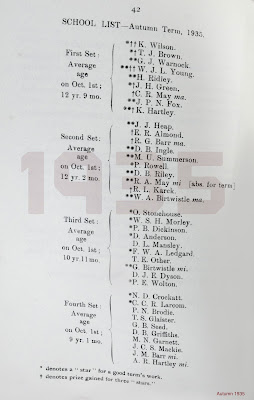 42
SCHOOL LIST—Autumn Term, 1935.
First Set:
Average
age
on Oct. 1st;
12 yr. 9 mo.
*†† K. Wilson.
*† T. J. Brown.
**G. J. Warnock.
**†† W. J. L. Young.
**H. Ridley.
*†J. H. Green.
*†C. R. May ma.
**J. P. N. Fox.
**† K. Hartley.
Second Set:
Average
age
on Oct. 1st;
12 yr. 2 mo.
**J. J. Heap.
*†E. R. Almond.
*†R. G. Barr ma.
**D. B. Ingle.
**M. U. Summerson.
**P. Powell.
**D. B. Riley.
**R. A. May mi [abs. for term]
*†R. L. Karck.
**W. A. Birtwistle ma.
Third Set:
Average
age
on Oct. 1st;
10 yr. 11 mo.
*O. Stonehouse.
**W. S. H. Morley.
*P. B. Dickinson.
*D. Anderson.
D. L. Mansley.
*F. W. A. Ledgard.
T. E. Other.
**G. Birtwistle mi.
D. J. E. Dyson.
*P. E. Wolton.
Fourth Set:
Average
age
on Oct. 1st;
9 yr. 1 mo.
*N. D. Crockatt.
*C. C. R. Larcom.
P. N. Brodie.
T. S. Glaister.
G. B. Seed.
D. B. Griffiths.
M. N. Garnett.
J. C. S. Mackie.
J. M. Barr mi.
A. R. Hartley mi.
* denotes a "star" for a good term's work.
† denotes prize gained for three "stars."
1935
Autumn 1935